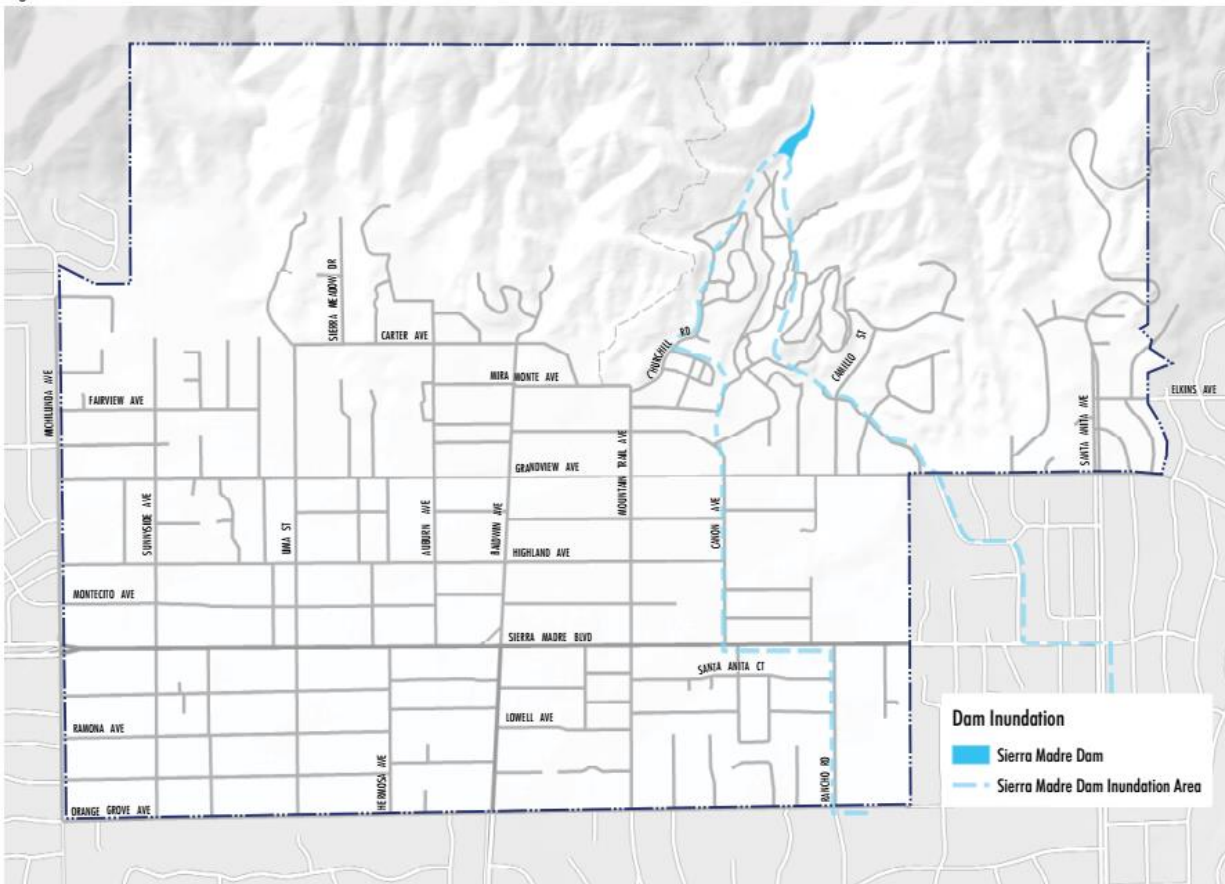 SIERRA MEADOW DR
CARTER AVE
CHURCHILL RD
CAMILLO ST
MIRA MONTE AVE
MICHILLINDA AVE
FAIRVIEW AVE
ELKINS AVE
SANTA ANITA AVE
MOUNTAIN TRAIL AVE
GRANDVIEW AVE
SUNNYSIDE AVE
LIMA ST
AUBURN AVE
BALDWIN AVE
CANON AVE
HIGHLAND AVE
MONTECITO AVE
SIERRA MADRE BLVD
SANTA ANITA CT
LOWELL AVE
RAMONA AVE
HERMOSA AVE
RANCHO RD
ORANGE GROVE AVE
Dam Inundation
Sierra Madre Dam
Sierra Madre Dam Inundation Area